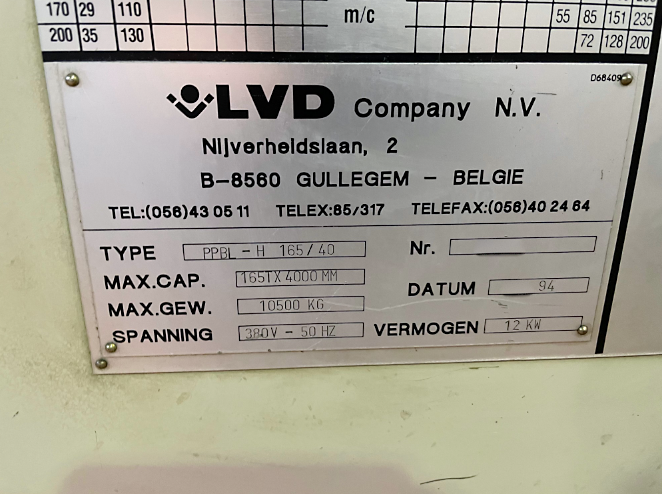 170 29 110 m/c 55 85 151 235
200 35 130 72 128 200
D68409
LVD Company N.V.
Nijverheidslaan, 2
B-8560 GULLEGEM - BELGIE
TEL:(056)43 05 11 TELEX:85/317 TELEFAX:(056)40 24 64
TYPE PPBL-H 165/40 Nr.
MAX.CAP. 165TX4000 MM DATUM 94
MAX.GEW. 10500 KG
SPANNING 380V - 50 HZ VERMOGEN 12 KW